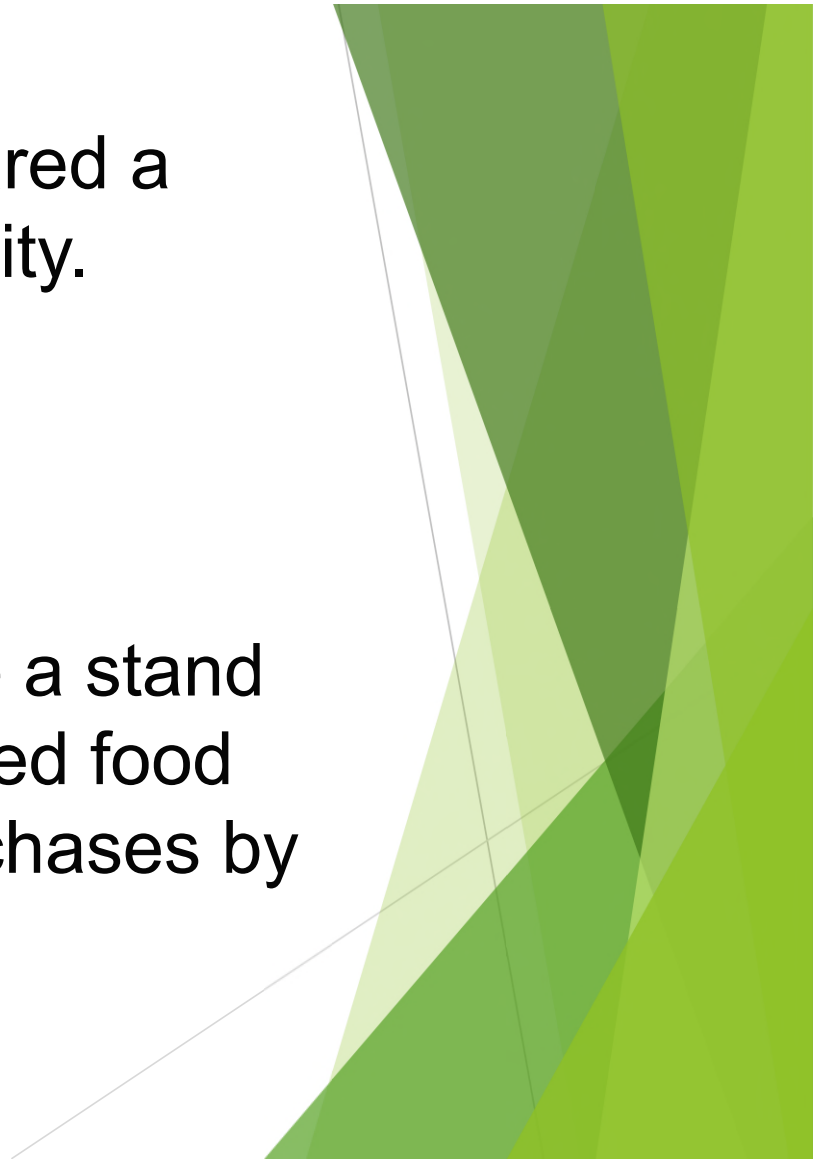 red a
ity.
a stand
ed food
chases by